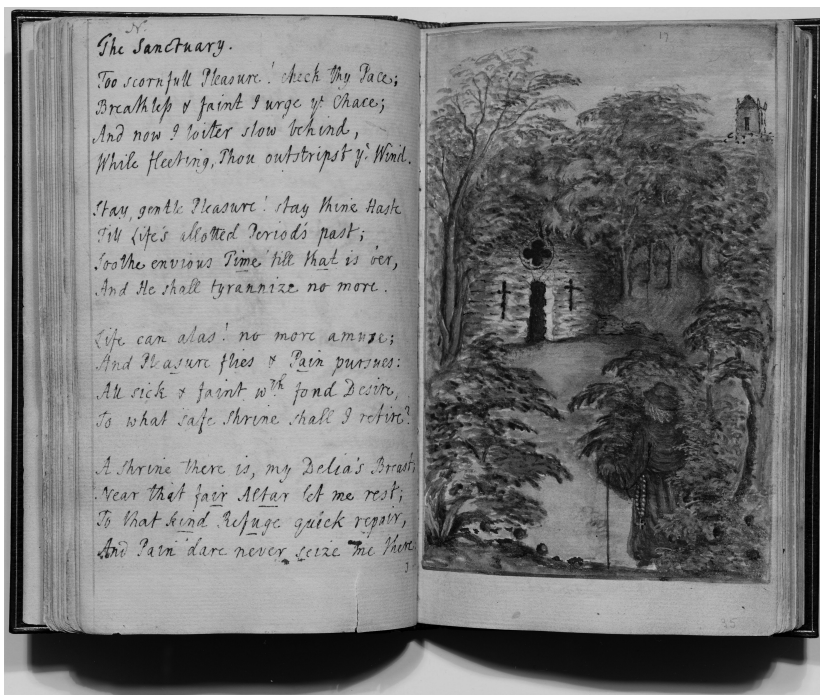 N.
The Sanctuary.
Too scornfull Pleasure! check thy Pace;
Breathless & faint I urge yᵉ Chace;
And now I loiter slow behind,
While fleeting, Thou outstripst yᵉ Wind.
Stay gentle Pleasure! stay thine Haste
Till Life's allotted Period's past;
Soothe envious Time 'till that is o'er,
And He shall tyrannize no more.
Life can alas! no more amuse;
And Pleasure flies & Pain pursues:
All sick & faint wᵗʰ fond Desire,
To what safe Shrine shall I retire?
A Shrine there is, my Delia's Breast,
Near that fair Altar let me rest;
To that kind Refuge quick repair,
And Pain dare never seize me there